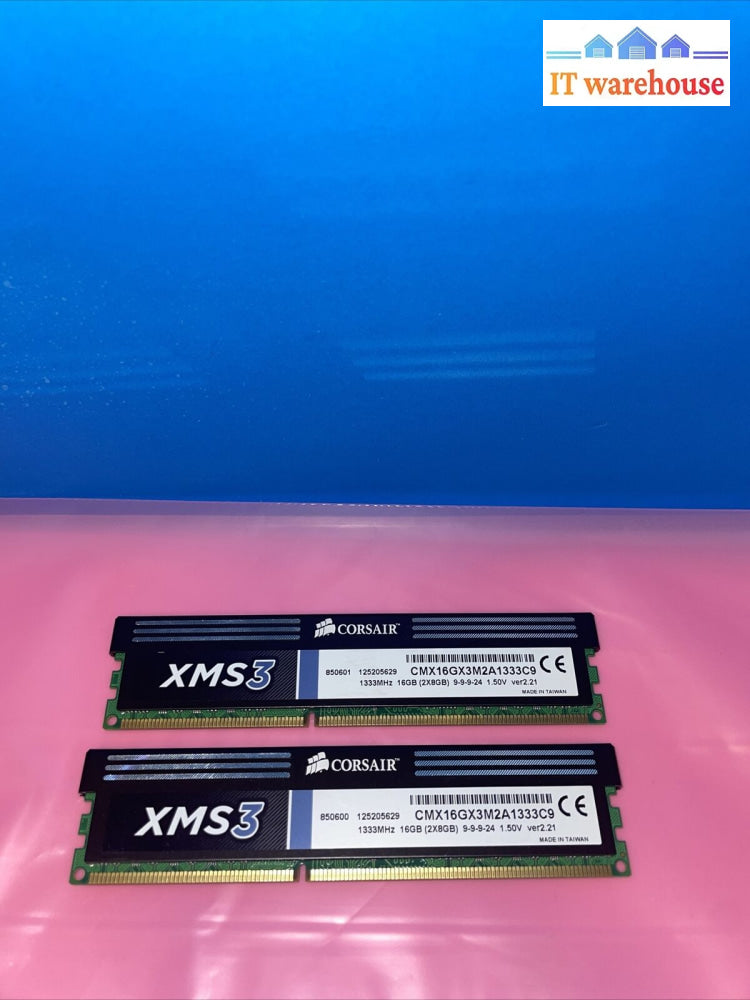 IT warehouse
CORSAIR™
XMS3
850601 125205629 CMX16GX3M2A1333C9 CE
1333MHz 16GB (2X8GB) 9-9-9-24 1.50V ver2.21
MADE IN TAIWAN
CORSAIR™
XMS3
850600 125205629 CMX16GX3M2A1333C9 CE
1333MHz 16GB (2X8GB) 9-9-9-24 1.50V ver2.21
MADE IN TAIWAN